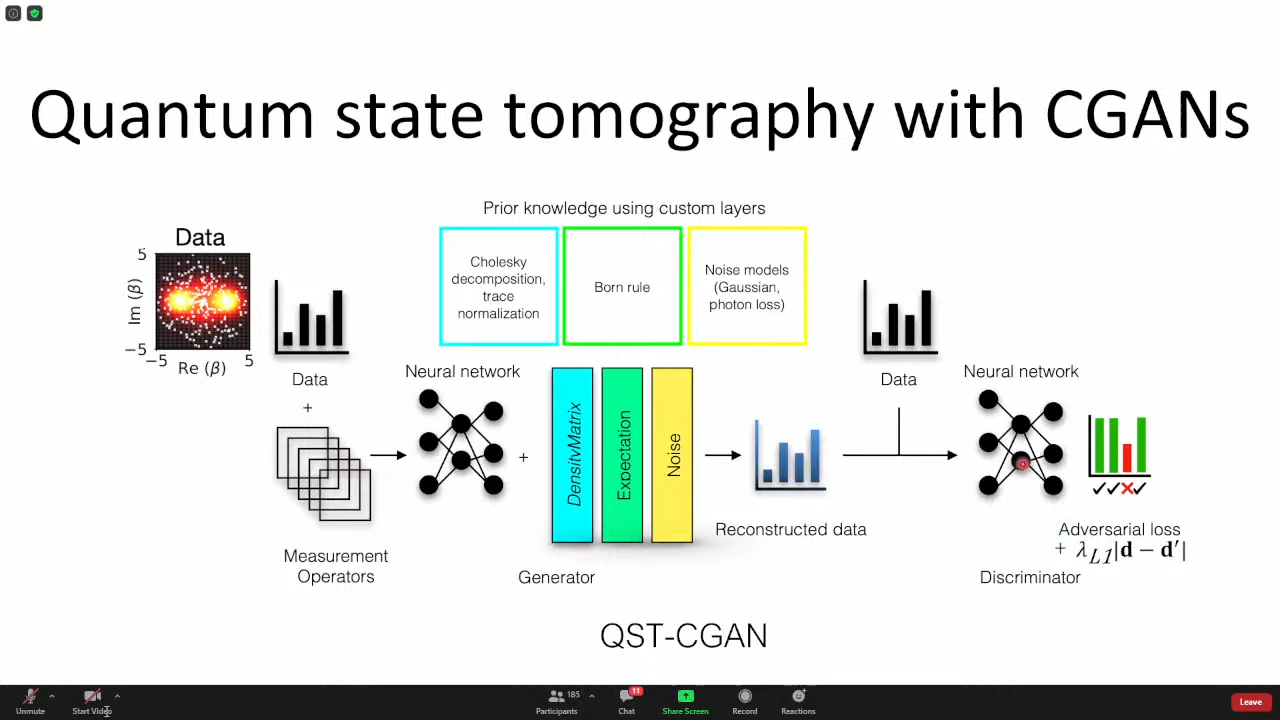 Quantum state tomography with CGANs
Prior knowledge using custom layers
Data
5
Im (β)
−5
−5
Re (β)
5
Cholesky
decomposition,
trace
normalization
Born rule
Noise models
(Gaussian,
photon loss)
Data
+
Measurement
Operators
Neural network
+
DensityMatrix
Expectation
Noise
Generator
Reconstructed data
Data
Neural network
✓✓✗✓
Adversarial loss
+ λL1|d − d′|
Discriminator
QST-CGAN
Unmute
Start Video
Participants
185
Chat
11
Share Screen
Record
Reactions
Leave